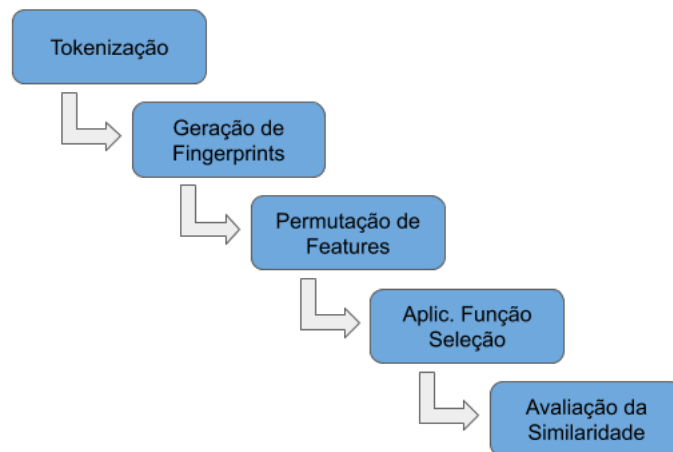 Tokenização
Geração de
Fingerprints
Permutação de
Features
Aplic. Função
Seleção
Avaliação da
Similaridade